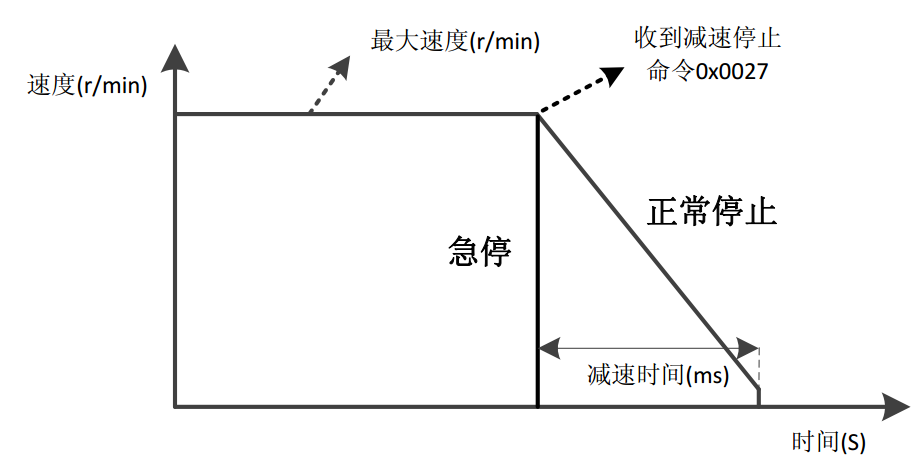 最大速度(r/min)
收到减速停止
命令0x0027
速度(r/min)
正常停止
急停
减速时间(ms)
时间(S)